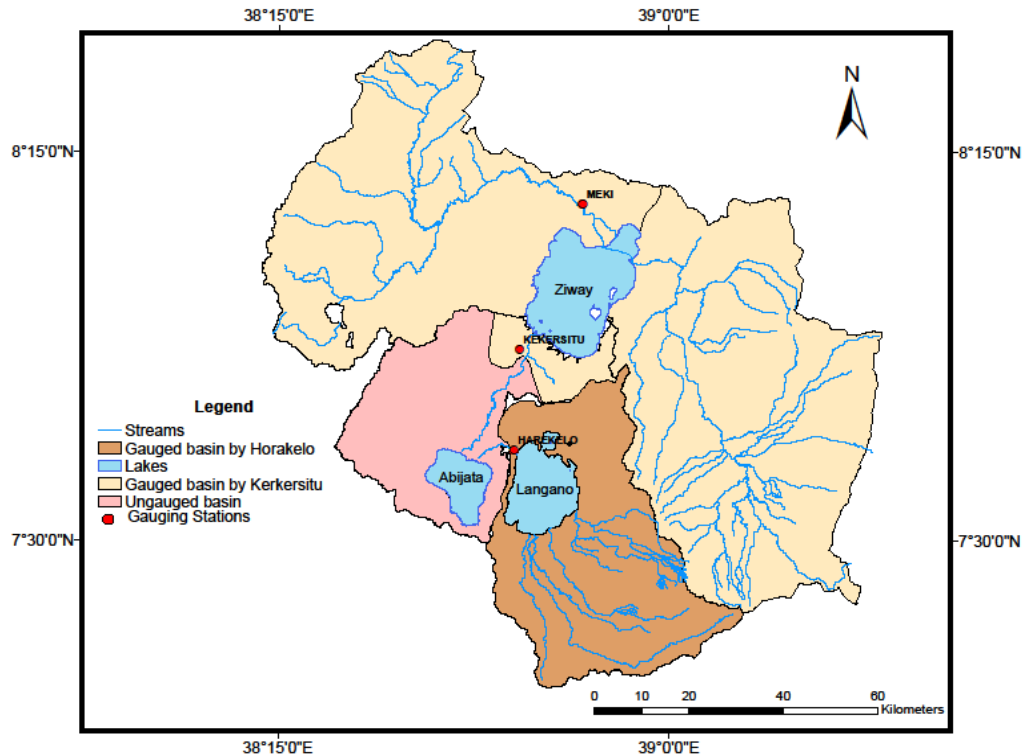 38°15'0"E 39°0'0"E
N
8°15'0"N 8°15'0"N
MEKI
Ziway
KEKERSITU
Legend
Streams
Gauged basin by Horakelo
Lakes
Gauged basin by Kerkersitu
Ungauged basin
Gauging Stations
HAREKELO
Abijata
Langano
7°30'0"N 7°30'0"N
0 10 20 40 60
Kilometers
38°15'0"E 39°0'0"E